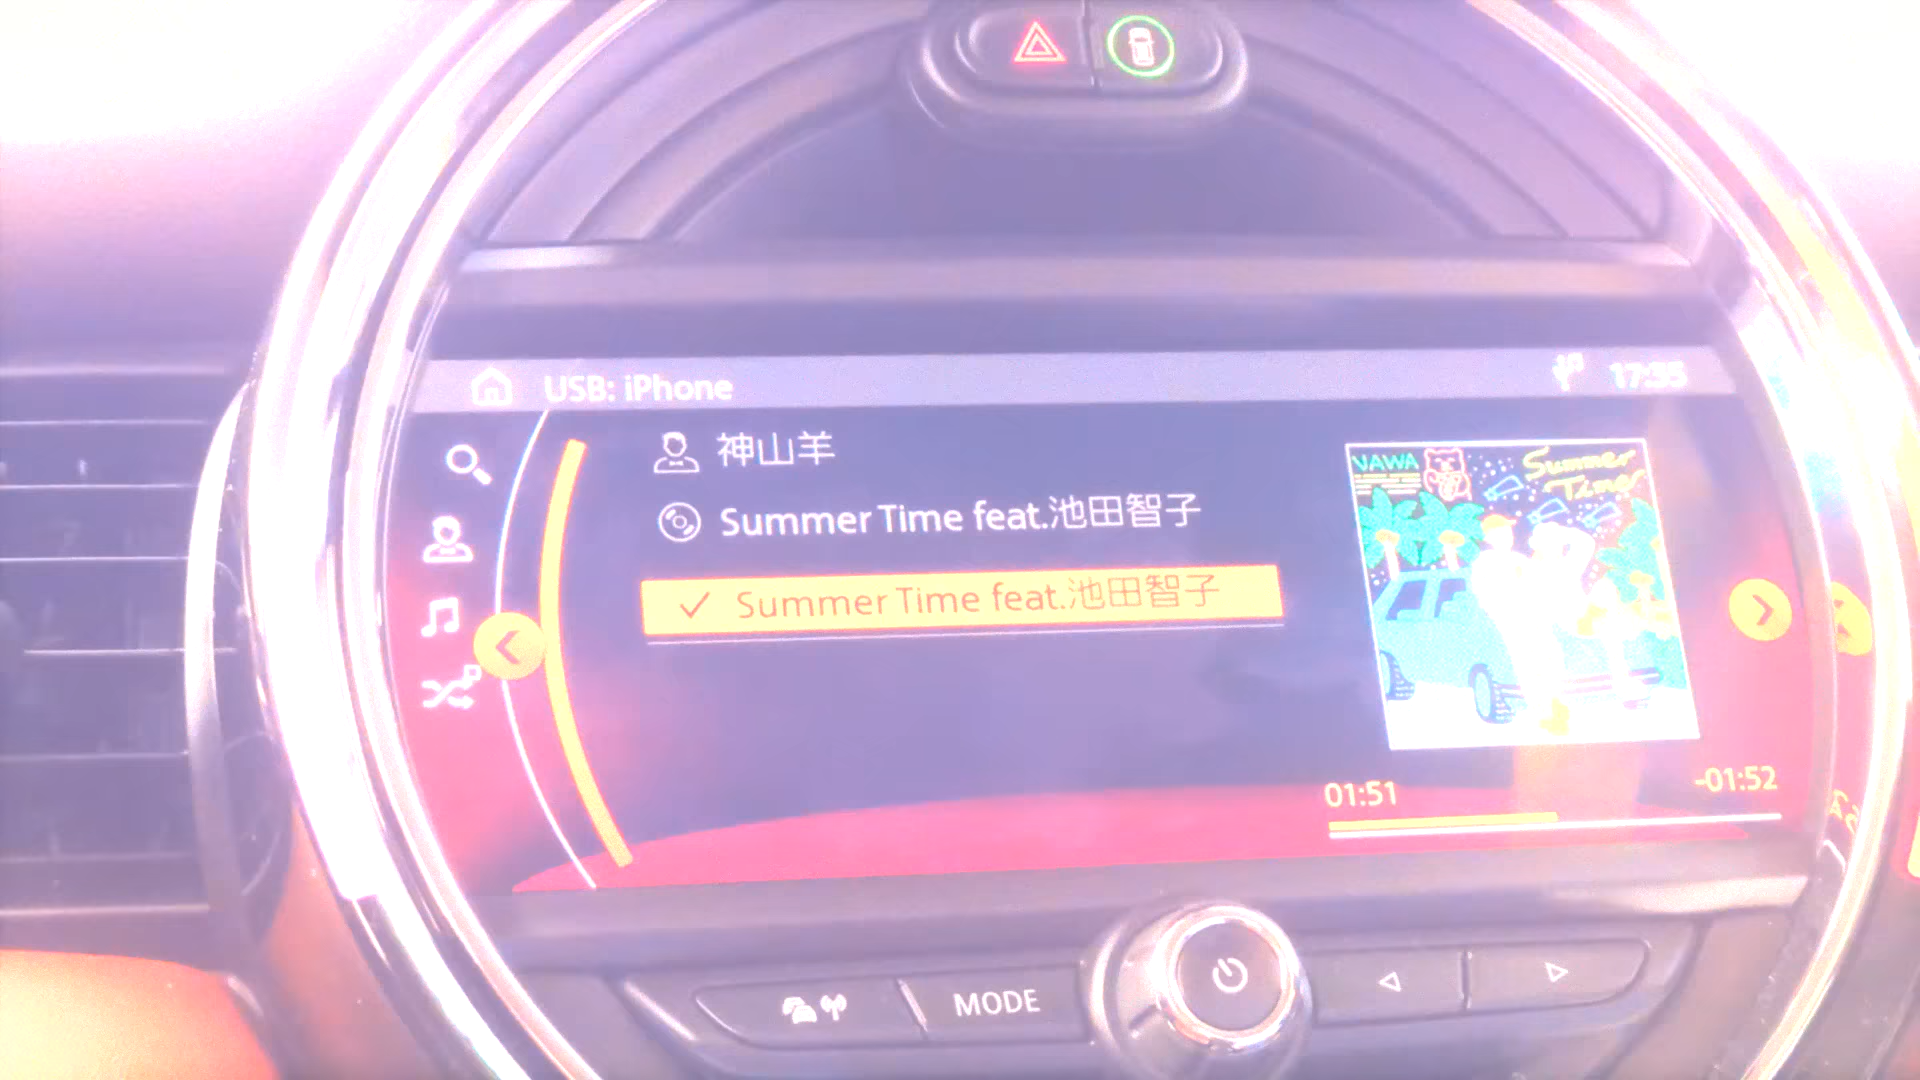 USB: iPhone
17:35
神山羊
Summer Time feat.池田智子
Summer Time feat.池田智子
NAWA
Summer
Time
01:51
-01:52
MODE